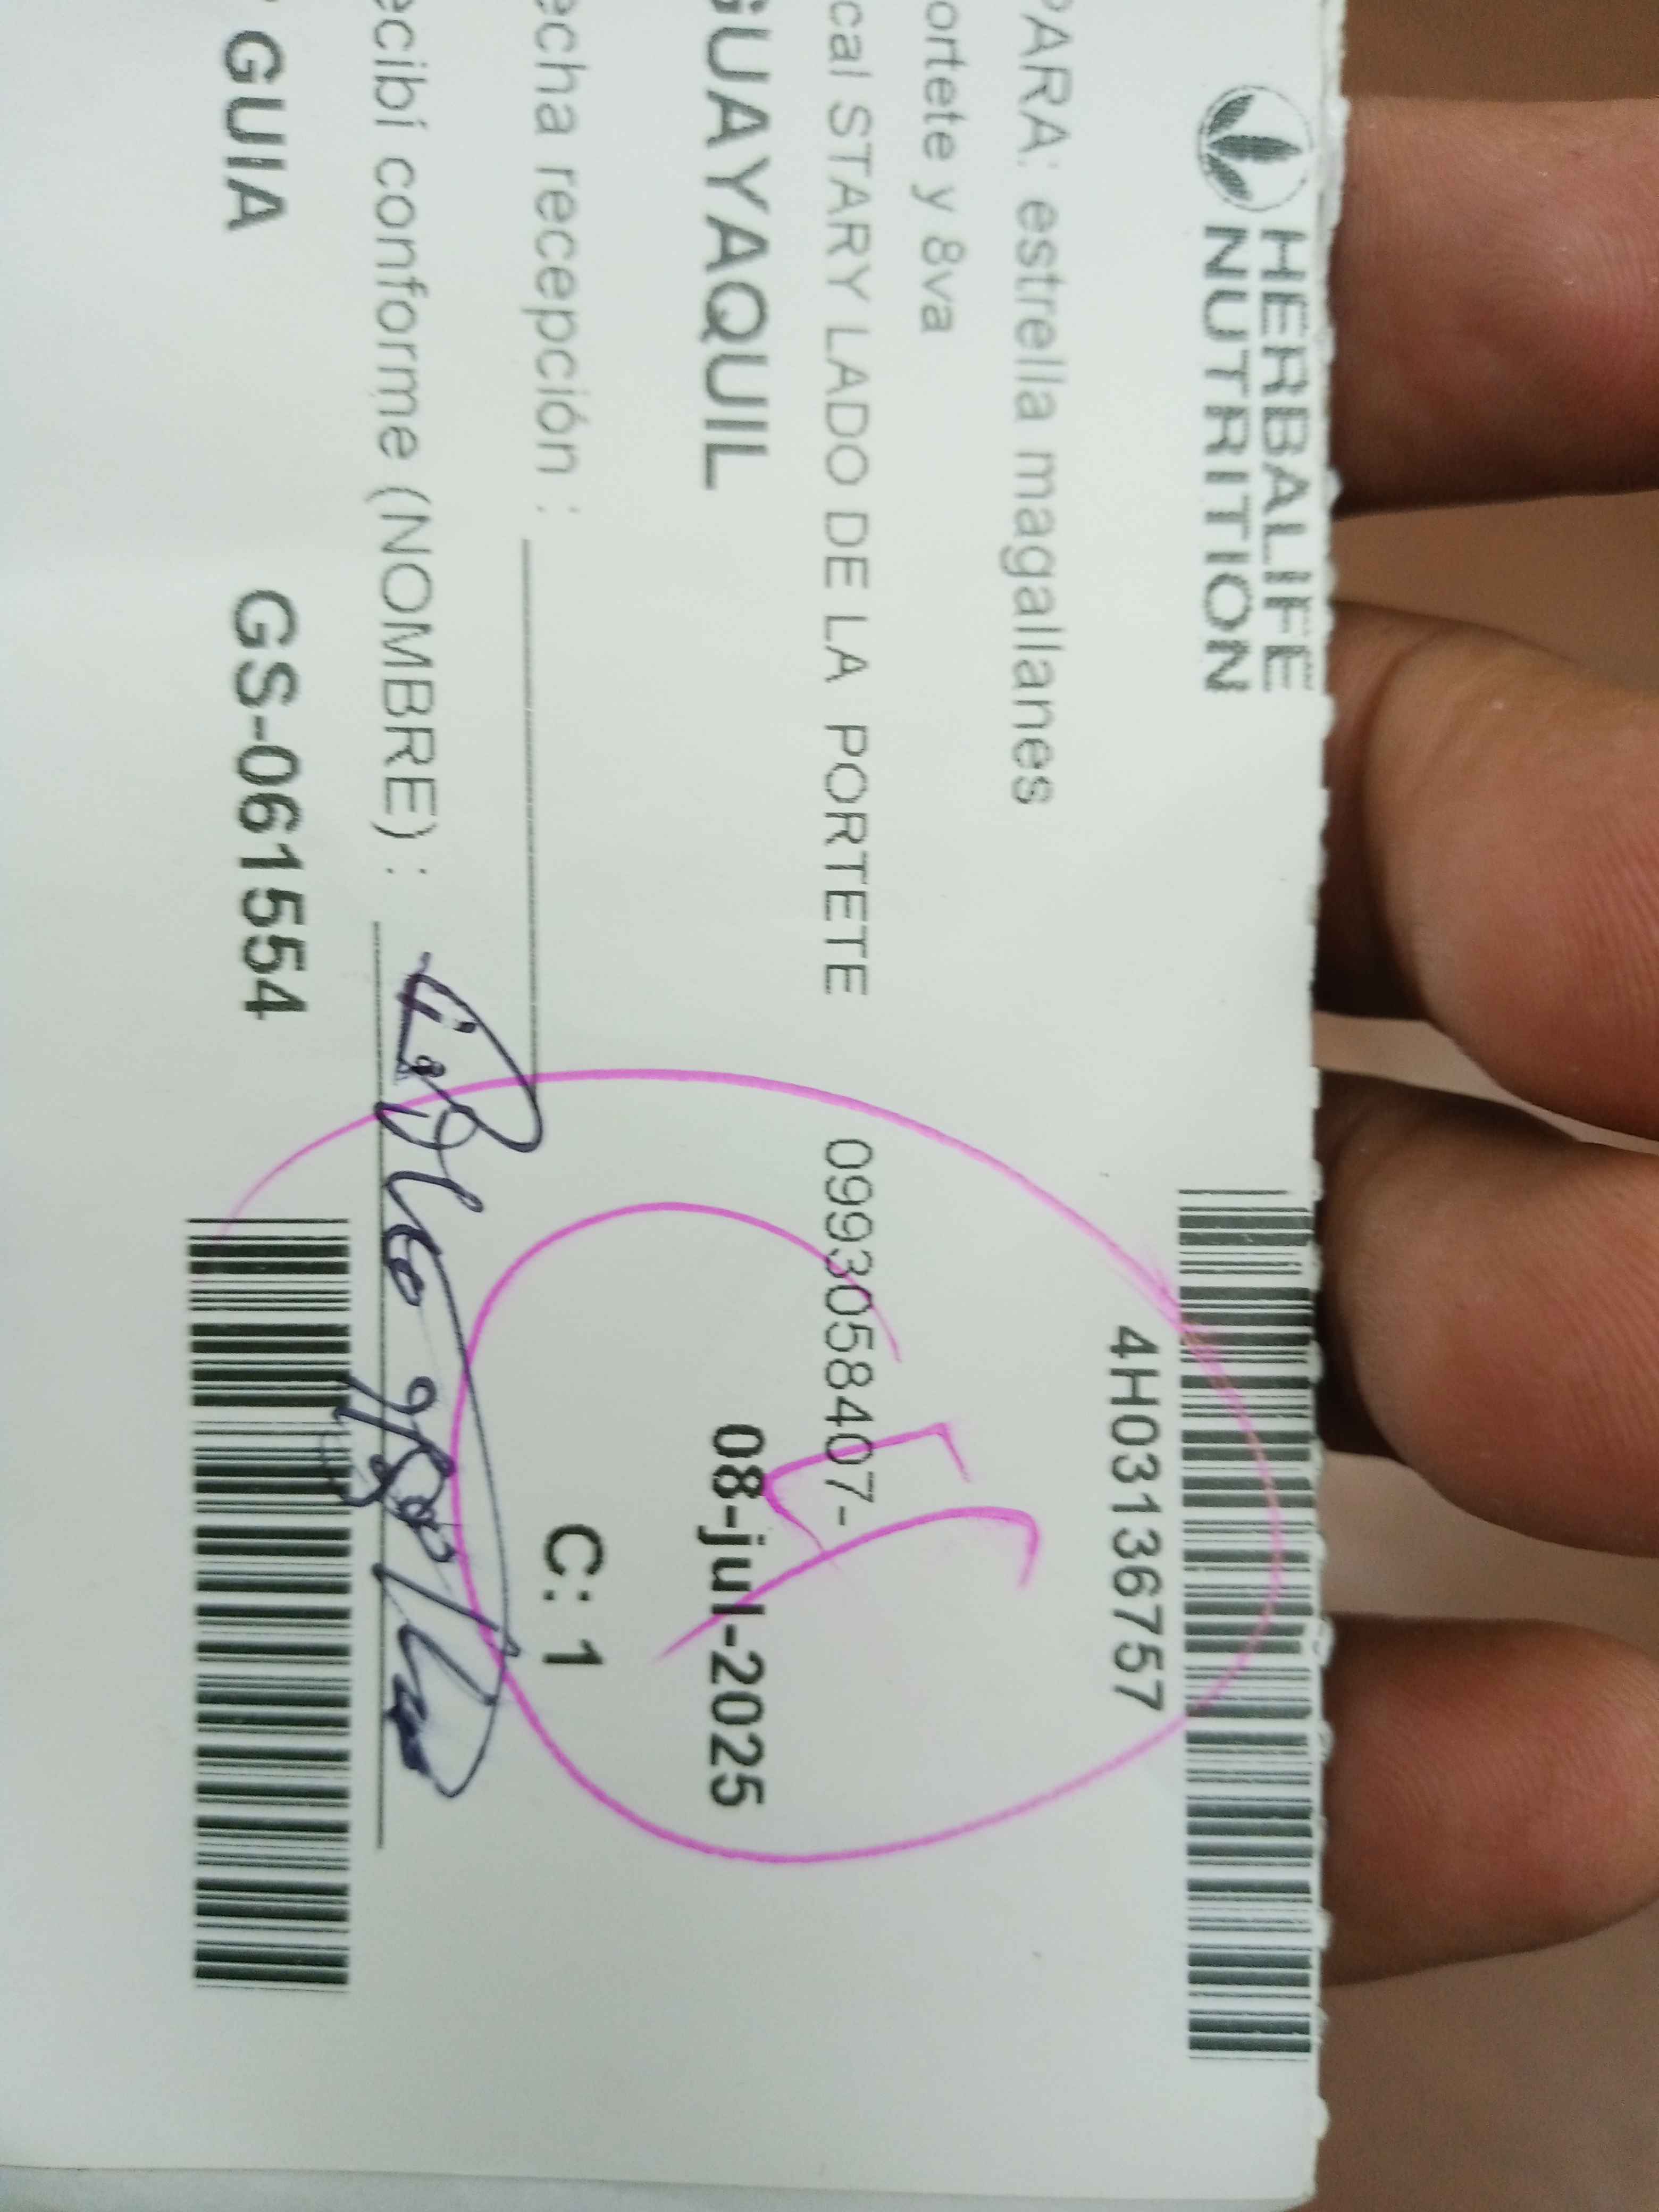 HERBALIFE
NUTRITION
4H03136757
PARA: estrella magallanes
ortete y 8va
cal STARY LADO DE LA PORTETE 0993058407-
GUAYAQUIL 08-jul-2025
echa recepción : C: 1
ecibí conforme (NOMBRE) :
GUIA GS-061554